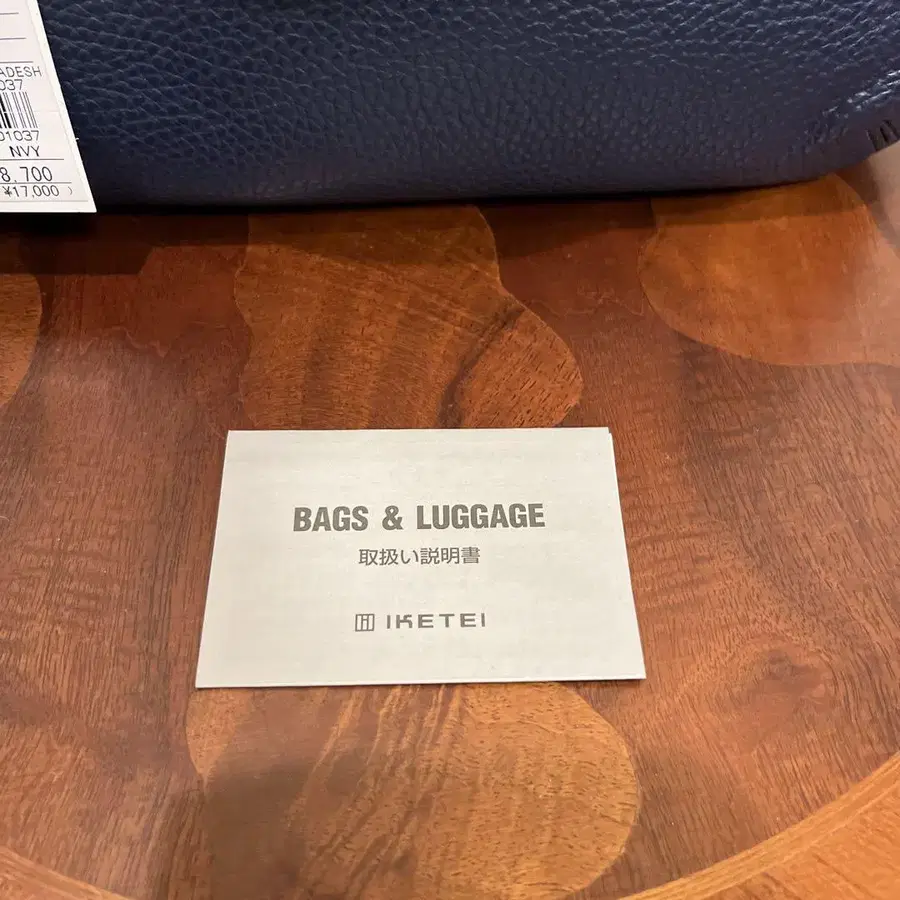 ADESH
037
01037
NVY
8,700
¥17,000 )
BAGS & LUGGAGE
取扱い説明書
IKETEI